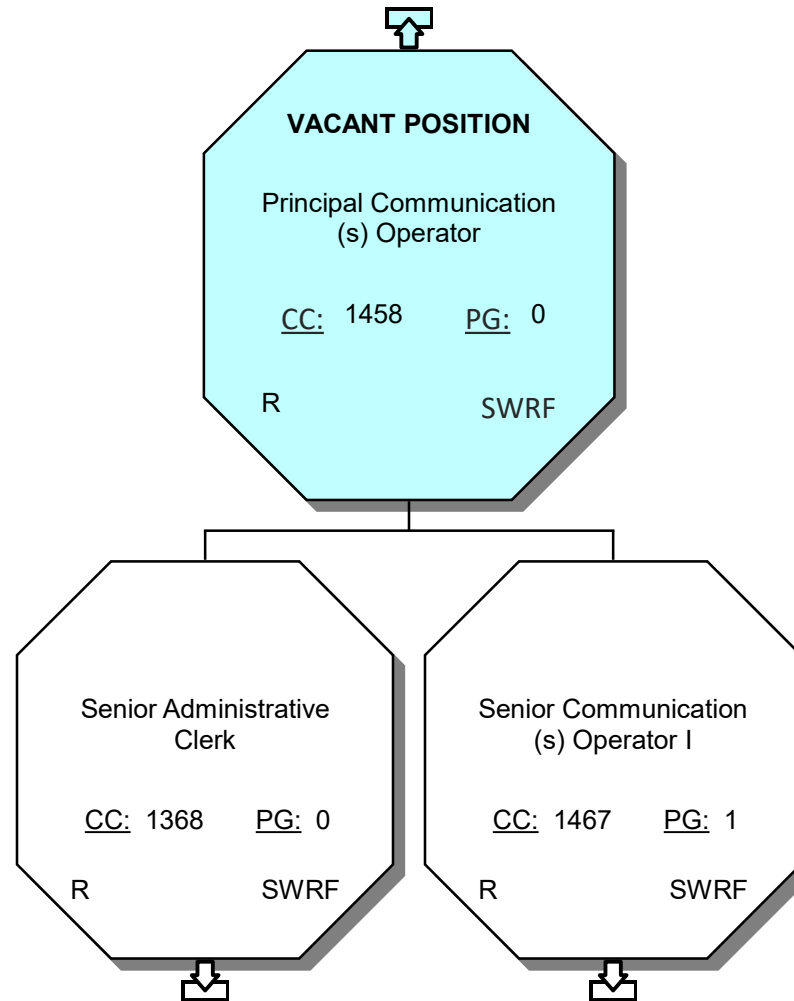 VACANT POSITION
Principal Communication
(s) Operator
CC: 1458 PG: 0
R SWRF
Senior Administrative
Clerk
CC: 1368 PG: 0
R SWRF
Senior Communication
(s) Operator I
CC: 1467 PG: 1
R SWRF